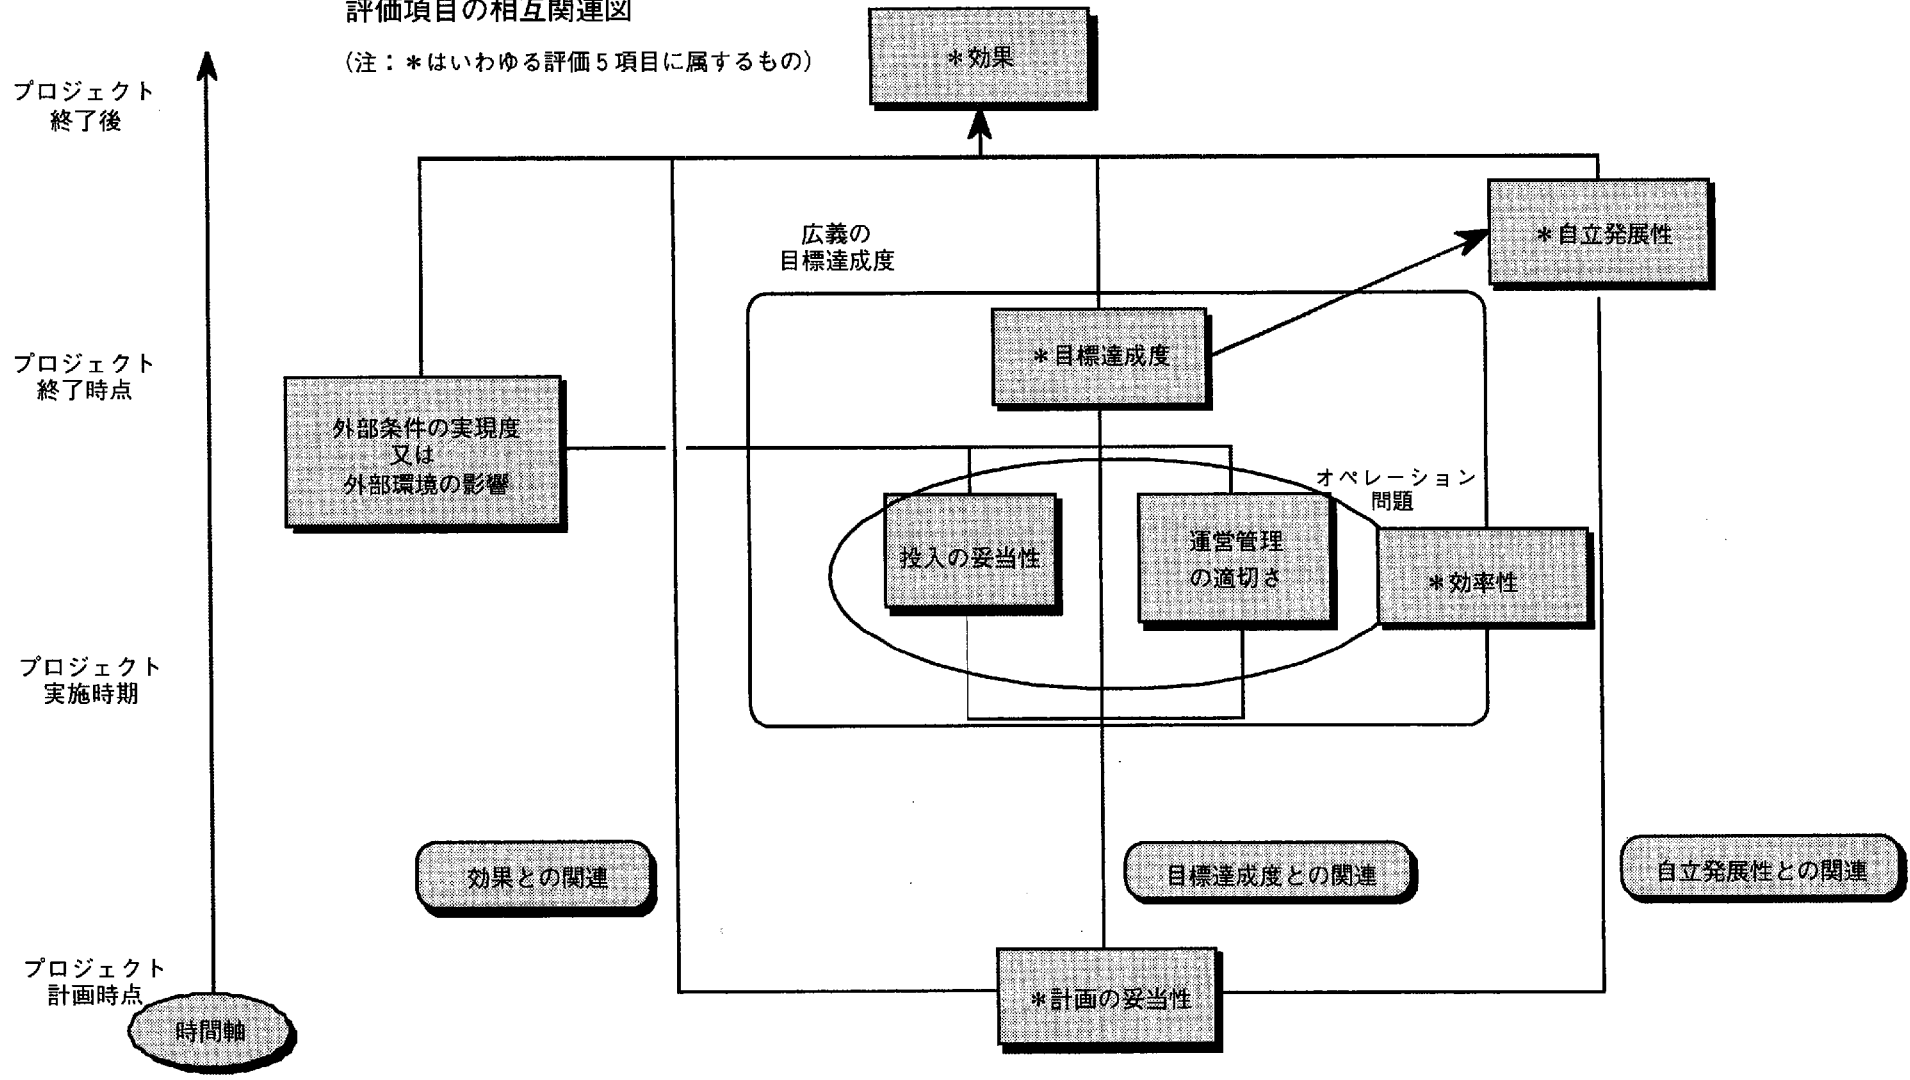 評価項目の相互関連図
(注：＊はいわゆる評価５項目に属するもの)
＊効果
プロジェクト
終了後
＊自立発展性
広義の
目標達成度
＊目標達成度
プロジェクト
終了時点
外部条件の実現度
又は
外部環境の影響
オペレーション
問題
投入の妥当性
運営管理
の適切さ
＊効率性
プロジェクト
実施時期
効果との関連
目標達成度との関連
自立発展性との関連
プロジェクト
計画時点
＊計画の妥当性
時間軸